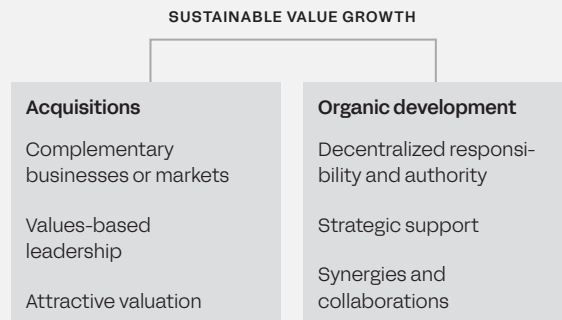 SUSTAINABLE VALUE GROWTH
Acquisitions
Complementary
businesses or markets
Values-based
leadership
Attractive valuation
Organic development
Decentralized responsi-
bility and authority
Strategic support
Synergies and
collaborations